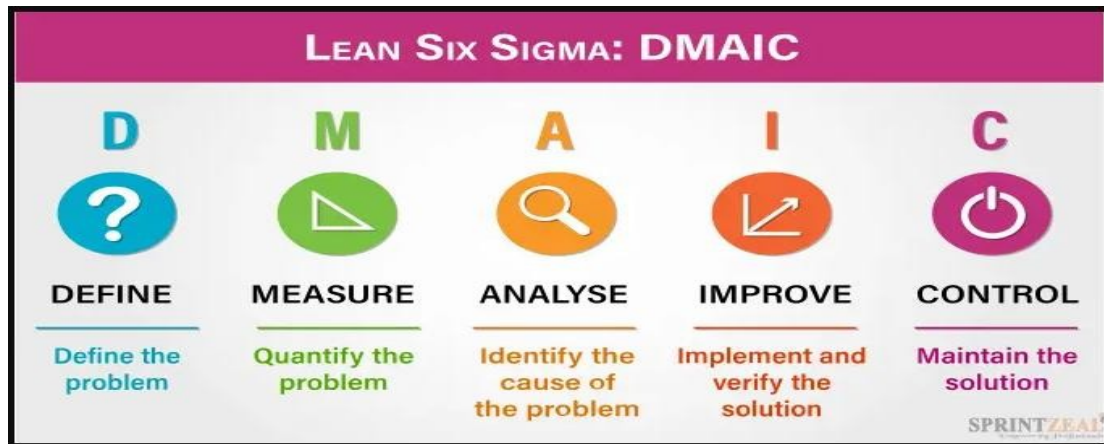 LEAN SIX SIGMA: DMAIC
D
M
A
I
C
?
DEFINE
MEASURE
ANALYSE
IMPROVE
CONTROL
Define the
problem
Quantify the
problem
Identify the
cause of
the problem
Implement and
verify the
solution
Maintain the
solution
SPRINTZEAL